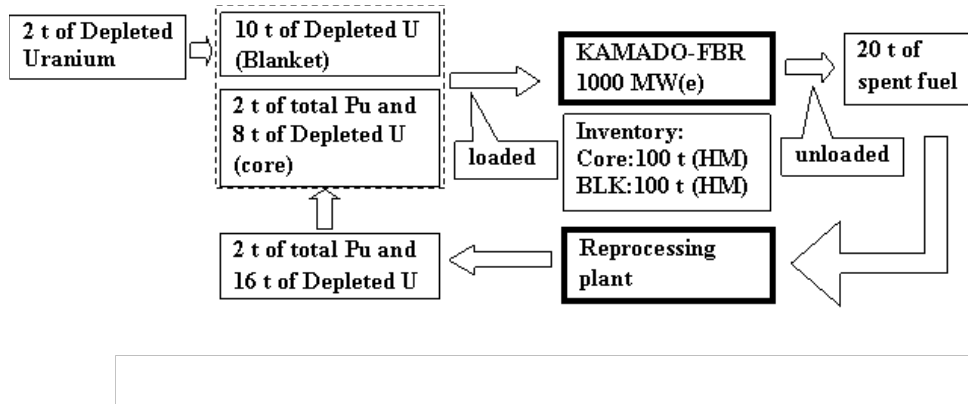 2 t of Depleted
Uranium
10 t of Depleted U
(Blanket)
2 t of total Pu and
8 t of Depleted U
(core)
loaded
KAMADO-FBR
1000 MW(e)
Inventory:
Core:100 t (HM)
BLK:100 t (HM)
unloaded
20 t of
spent fuel
2 t of total Pu and
16 t of Depleted U
Reprocessing
plant